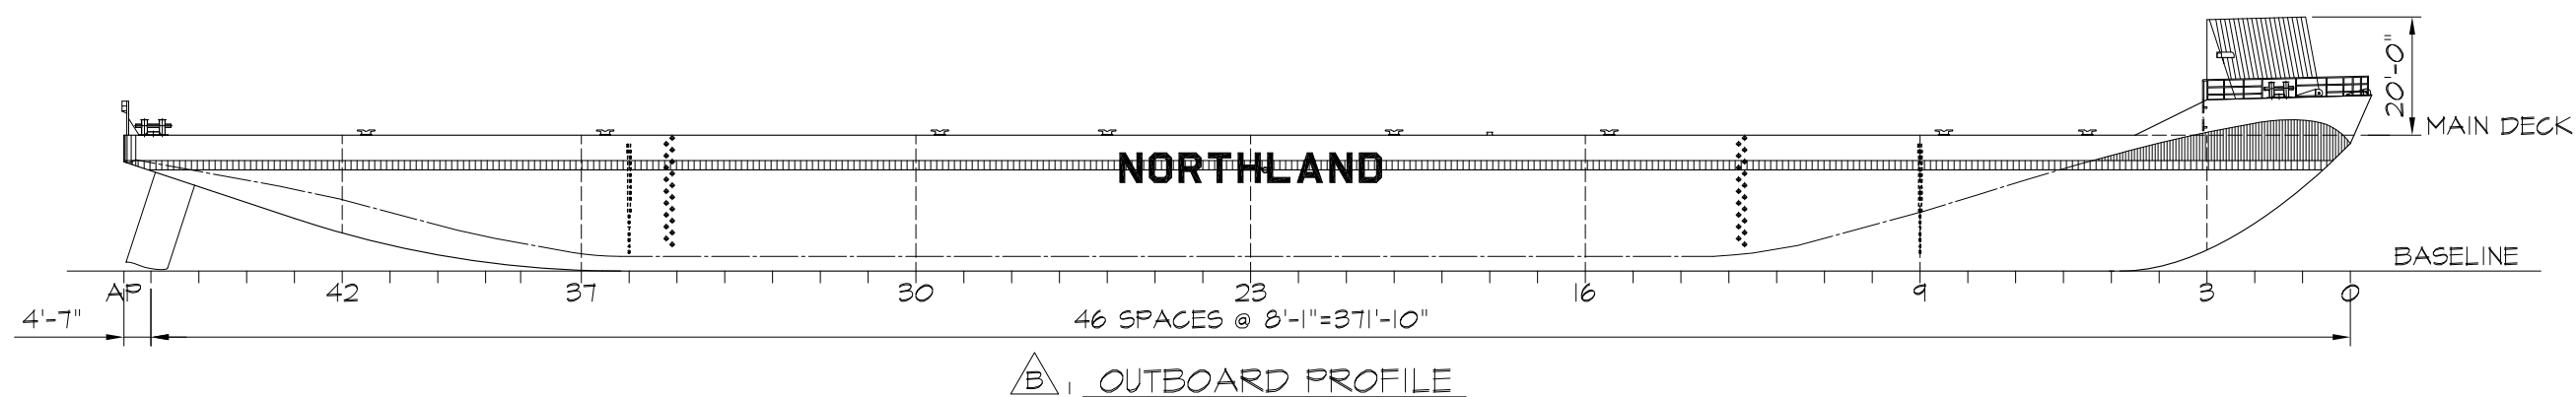 20'-0"
MAIN DECK
NORTHLAND
BASELINE
AP 42 37 30 23 16 9 3 0
4'-7" 46 SPACES @ 8'-1"=371'-10"
B 1 OUTBOARD PROFILE